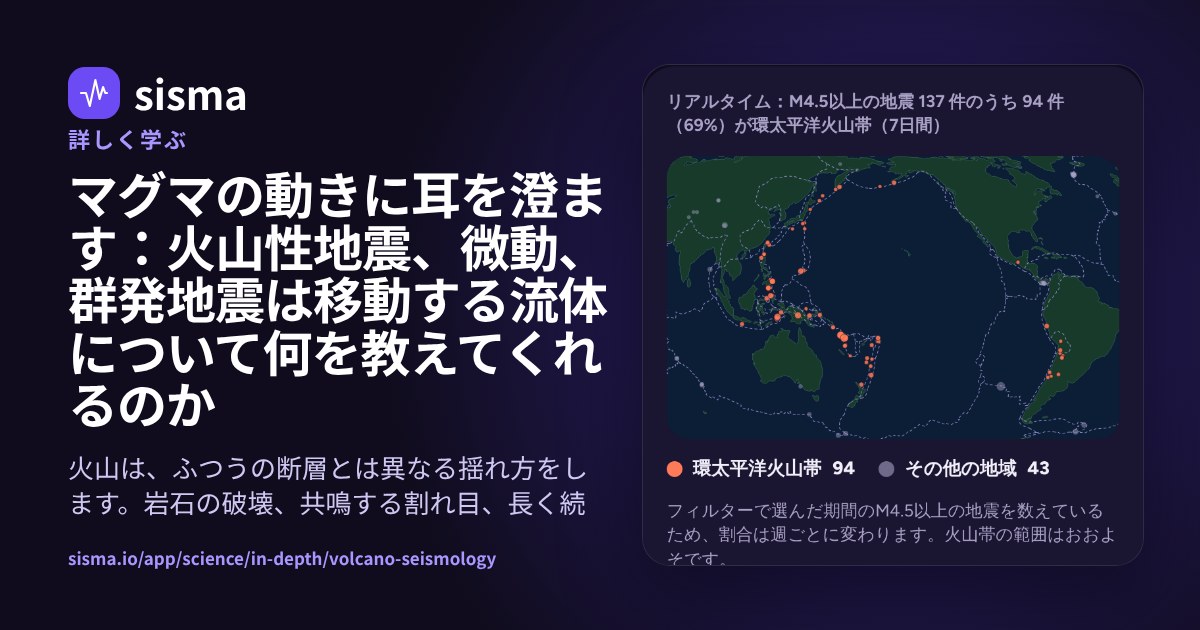 sisma
詳しく学ぶ
マグマの動きに耳を澄ま
す：火山性地震、微動、
群発地震は移動する流体
について何を教えてくれ
るのか
火山は、ふつうの断層とは異なる揺れ方をし
ます。岩石の破壊、共鳴する割れ目、長く続
sisma.io/app/science/in-depth/volcano-seismology
リアルタイム：M4.5以上の地震 137 件のうち 94 件
（69%）が環太平洋火山帯（7日間）
環太平洋火山帯 94 その他の地域 43
フィルターで選んだ期間のM4.5以上の地震を数えている
ため、割合は週ごとに変わります。火山帯の範囲はおおよ
そです。